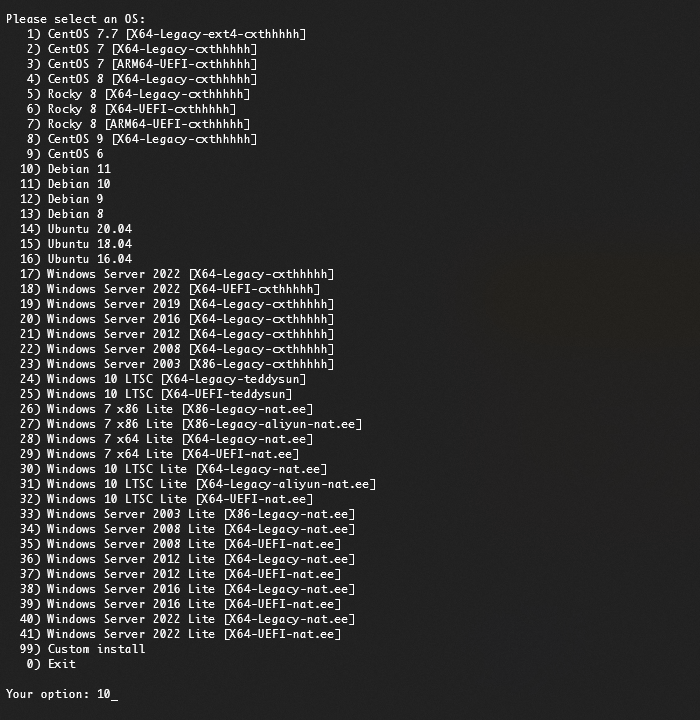 Please select an OS:
1) CentOS 7.7 [X64-Legacy-ext4-cxthhhhh]
2) CentOS 7 [X64-Legacy-cxthhhhh]
3) CentOS 7 [ARM64-UEFI-cxthhhhh]
4) CentOS 8 [X64-Legacy-cxthhhhh]
5) Rocky 8 [X64-Legacy-cxthhhhh]
6) Rocky 8 [X64-UEFI-cxthhhhh]
7) Rocky 8 [ARM64-UEFI-cxthhhhh]
8) CentOS 9 [X64-Legacy-cxthhhhh]
9) CentOS 6
10) Debian 11
11) Debian 10
12) Debian 9
13) Debian 8
14) Ubuntu 20.04
15) Ubuntu 18.04
16) Ubuntu 16.04
17) Windows Server 2022 [X64-Legacy-cxthhhhh]
18) Windows Server 2022 [X64-UEFI-cxthhhhh]
19) Windows Server 2019 [X64-Legacy-cxthhhhh]
20) Windows Server 2016 [X64-Legacy-cxthhhhh]
21) Windows Server 2012 [X64-Legacy-cxthhhhh]
22) Windows Server 2008 [X64-Legacy-cxthhhhh]
23) Windows Server 2003 [X86-Legacy-cxthhhhh]
24) Windows 10 LTSC [X64-Legacy-teddysun]
25) Windows 10 LTSC [X64-UEFI-teddysun]
26) Windows 7 x86 Lite [X86-Legacy-nat.ee]
27) Windows 7 x86 Lite [X86-Legacy-aliyun-nat.ee]
28) Windows 7 x64 Lite [X64-Legacy-nat.ee]
29) Windows 7 x64 Lite [X64-UEFI-nat.ee]
30) Windows 10 LTSC Lite [X64-Legacy-nat.ee]
31) Windows 10 LTSC Lite [X64-Legacy-aliyun-nat.ee]
32) Windows 10 LTSC Lite [X64-UEFI-nat.ee]
33) Windows Server 2003 Lite [X86-Legacy-nat.ee]
34) Windows Server 2008 Lite [X64-Legacy-nat.ee]
35) Windows Server 2008 Lite [X64-UEFI-nat.ee]
36) Windows Server 2012 Lite [X64-Legacy-nat.ee]
37) Windows Server 2012 Lite [X64-UEFI-nat.ee]
38) Windows Server 2016 Lite [X64-Legacy-nat.ee]
39) Windows Server 2016 Lite [X64-UEFI-nat.ee]
40) Windows Server 2022 Lite [X64-Legacy-nat.ee]
41) Windows Server 2022 Lite [X64-UEFI-nat.ee]
99) Custom install
0) Exit
Your option: 10_